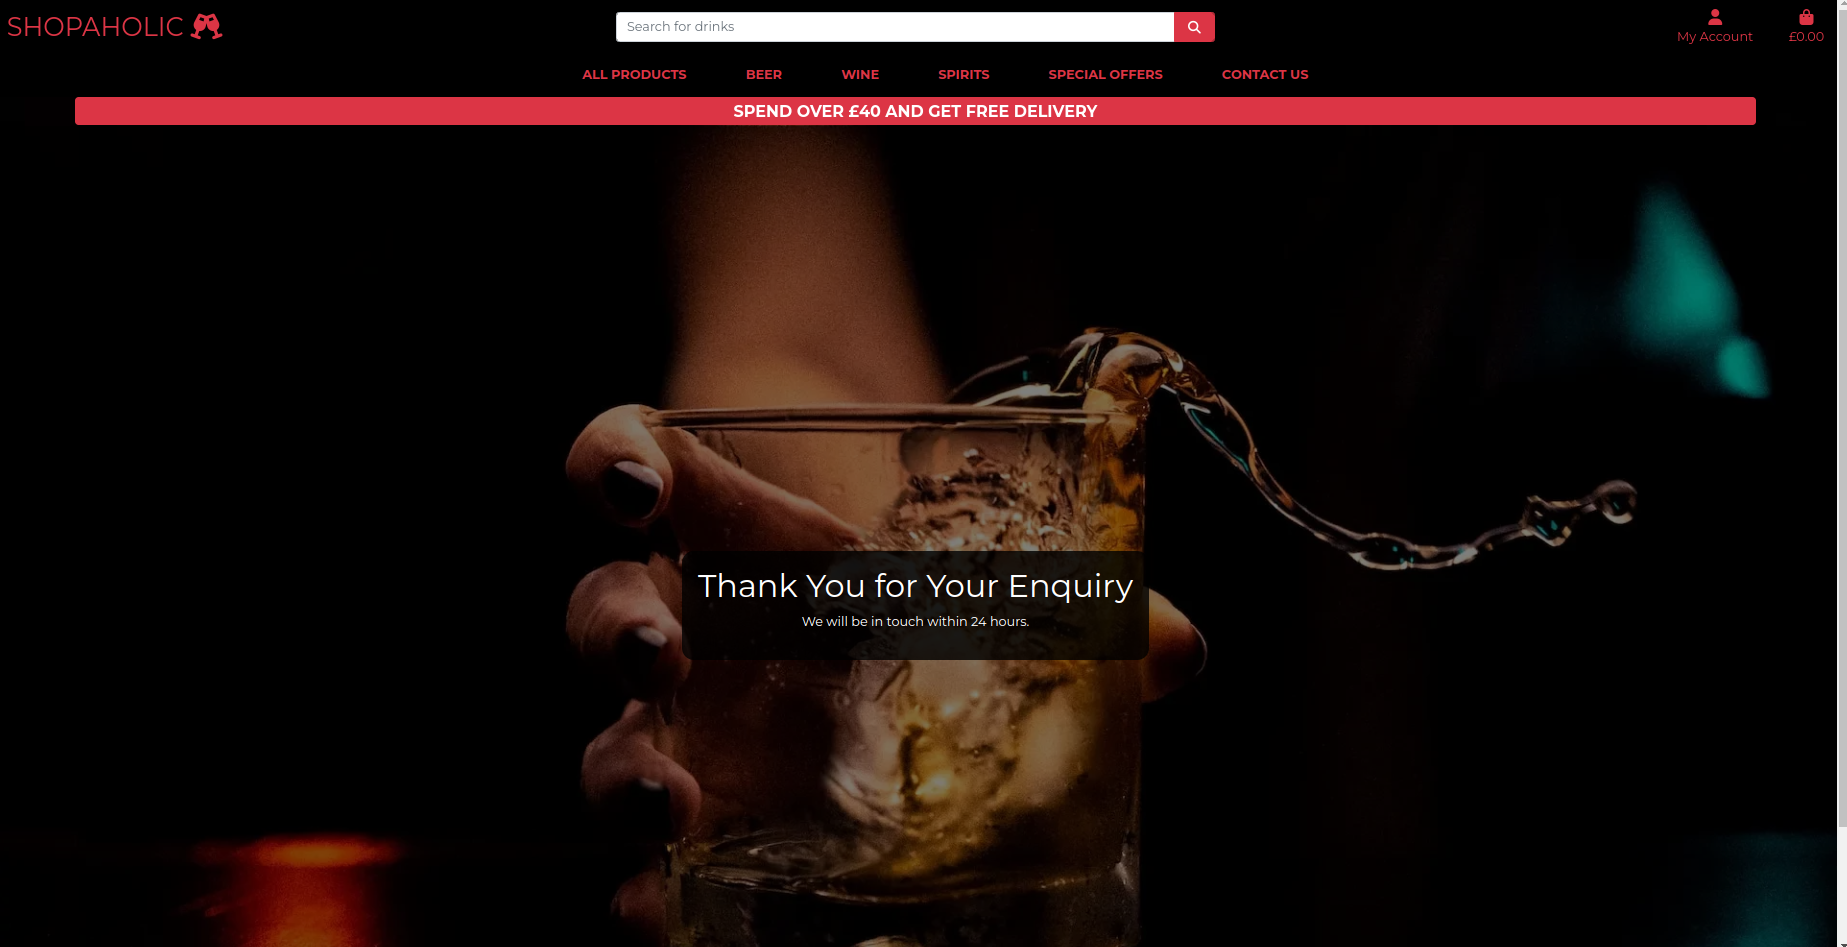 SHOPAHOLIC
Search for drinks
My Account
£0.00
ALL PRODUCTS
BEER
WINE
SPIRITS
SPECIAL OFFERS
CONTACT US
SPEND OVER £40 AND GET FREE DELIVERY
Thank You for Your Enquiry
We will be in touch within 24 hours.